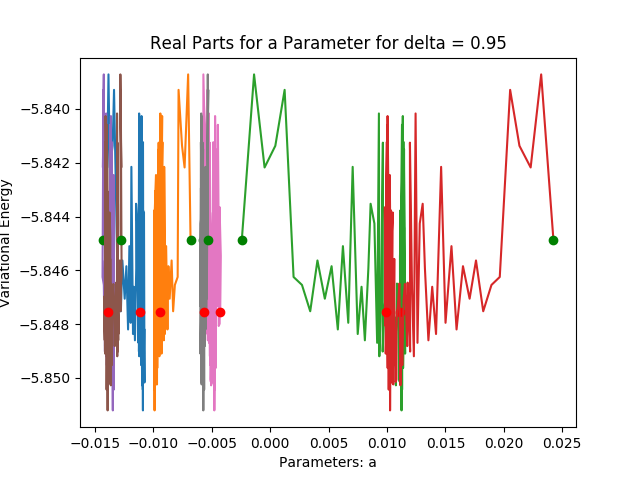 Real Parts for a Parameter for delta = 0.95
−5.840
−5.842
−5.844
−5.846
−5.848
−5.850
Variational Energy
−0.015 −0.010 −0.005 0.000 0.005 0.010 0.015 0.020 0.025
Parameters: a